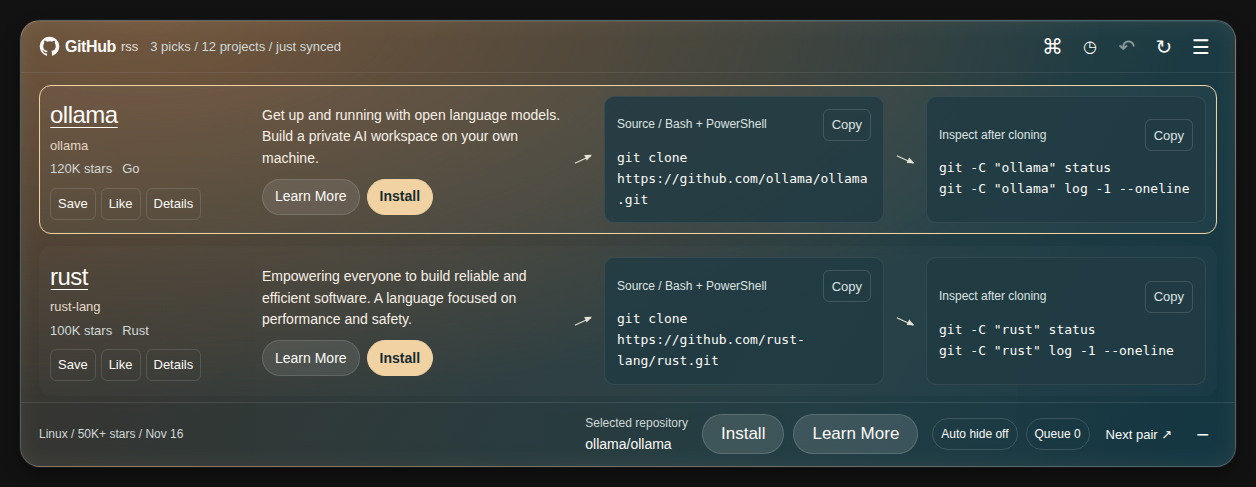 GitHub rss 3 picks / 12 projects / just synced
ollama
ollama
120K stars Go
Save Like Details
Get up and running with open language models.
Build a private AI workspace on your own
machine.
Learn More Install
Source / Bash + PowerShell Copy
git clone
https://github.com/ollama/ollama
.git
Inspect after cloning Copy
git -C "ollama" status
git -C "ollama" log -1 --oneline
rust
rust-lang
100K stars Rust
Save Like Details
Empowering everyone to build reliable and
efficient software. A language focused on
performance and safety.
Learn More Install
Source / Bash + PowerShell Copy
git clone
https://github.com/rust-
lang/rust.git
Inspect after cloning Copy
git -C "rust" status
git -C "rust" log -1 --oneline
Linux / 50K+ stars / Nov 16
Selected repository
ollama/ollama
Install Learn More Auto hide off Queue 0 Next pair ↗